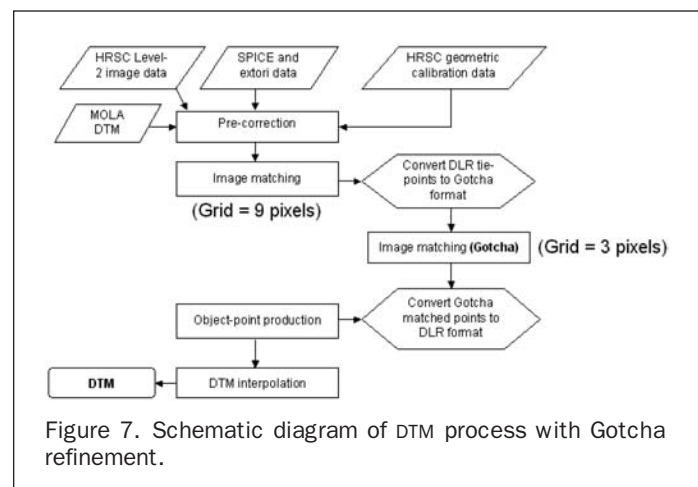 HRSC Level-
2 image data
SPICE and
extori data
HRSC geometric
calibration data
MOLA
DTM
Pre-correction
Image matching
(Grid = 9 pixels)
Convert DLR tie-
points to Gotcha
format
Image matching (Gotcha)
(Grid = 3 pixels)
Object-point production
Convert Gotcha
matched points to
DLR format
DTM
DTM interpolation
Figure 7. Schematic diagram of DTM process with Gotcha
refinement.